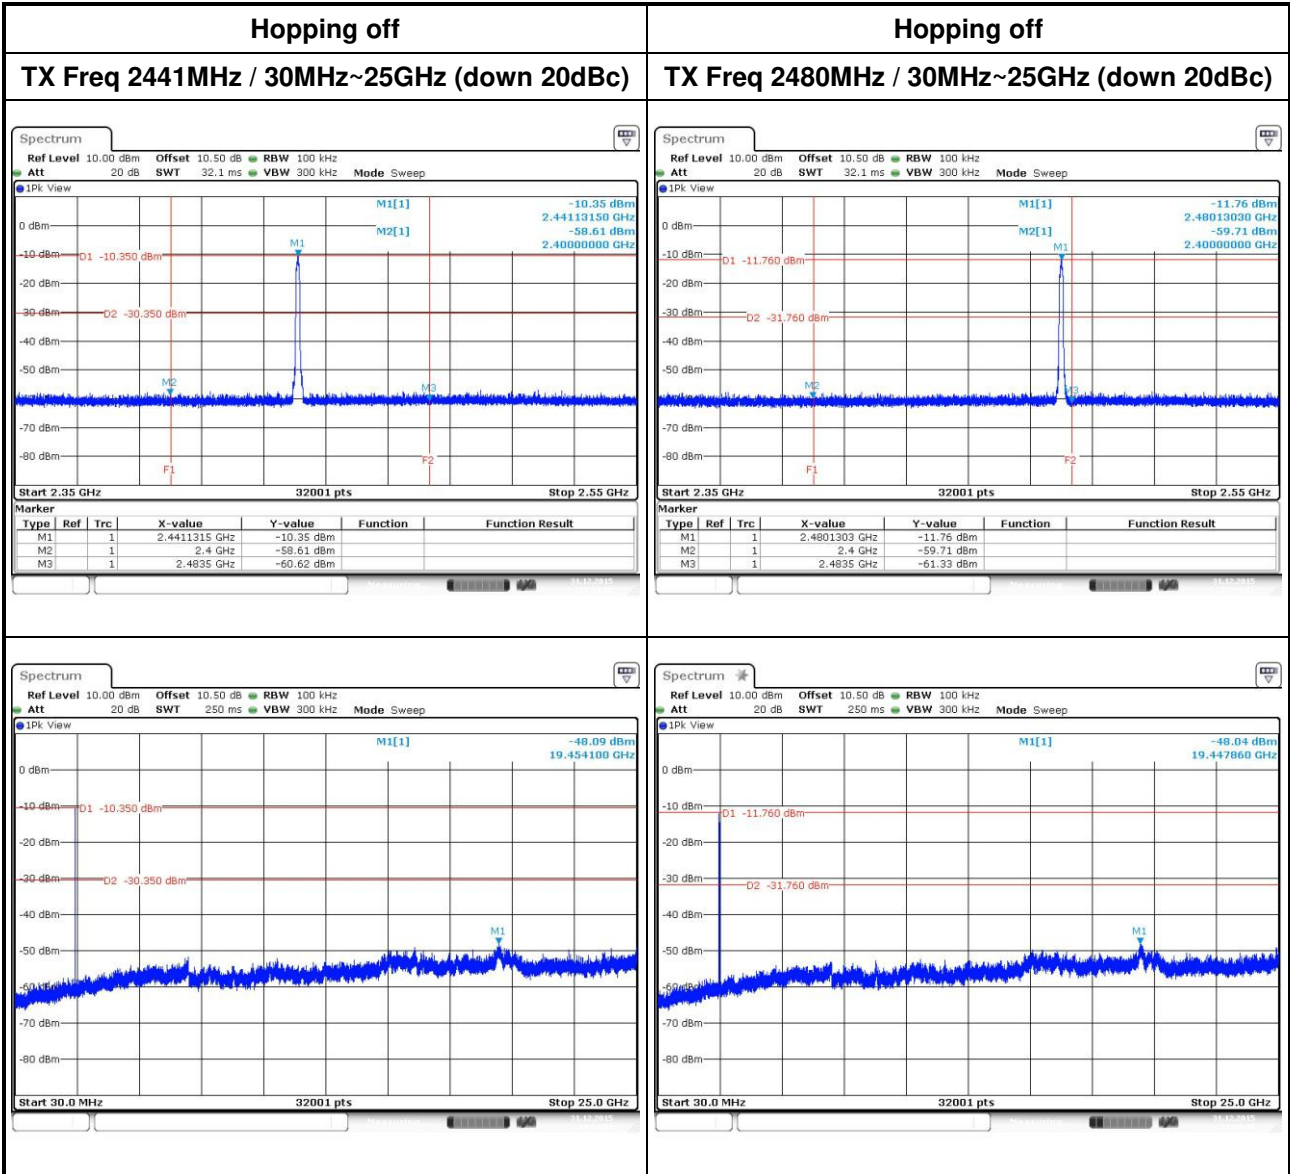 Hopping off
Hopping off
TX Freq 2441MHz / 30MHz~25GHz (down 20dBc)
TX Freq 2480MHz / 30MHz~25GHz (down 20dBc)
Spectrum
Ref Level 10.00 dBm Offset 10.50 dB RBW 100 kHz
Att 20 dB SWT 32.1 ms VBW 300 kHz Mode Sweep
1Pk View
M1[1] -10.35 dBm
2.44113150 GHz
M2[1] -58.61 dBm
2.40000000 GHz
0 dBm
M1
-10 dBm
D1 -10.350 dBm
-20 dBm
-30 dBm
D2 -30.350 dBm
-40 dBm
-50 dBm
M2
M3
-70 dBm
-80 dBm
F1
F2
Start 2.35 GHz 32001 pts Stop 2.55 GHz
Marker
Type Ref Trc X-value Y-value Function Function Result
M1 1 2.4411315 GHz -10.35 dBm
M2 1 2.4 GHz -58.61 dBm
M3 1 2.4835 GHz -60.62 dBm
31.12.2015
Spectrum
Ref Level 10.00 dBm Offset 10.50 dB RBW 100 kHz
Att 20 dB SWT 32.1 ms VBW 300 kHz Mode Sweep
1Pk View
M1[1] -11.76 dBm
2.48013030 GHz
M2[1] -59.71 dBm
2.40000000 GHz
0 dBm
M1
-10 dBm
D1 -11.760 dBm
-20 dBm
-30 dBm
D2 -31.760 dBm
-40 dBm
-50 dBm
M2
M3
-70 dBm
-80 dBm
F1
F2
Start 2.35 GHz 32001 pts Stop 2.55 GHz
Marker
Type Ref Trc X-value Y-value Function Function Result
M1 1 2.4801303 GHz -11.76 dBm
M2 1 2.4 GHz -59.71 dBm
M3 1 2.4835 GHz -61.33 dBm
31.12.2015
Spectrum
Ref Level 10.00 dBm Offset 10.50 dB RBW 100 kHz
Att 20 dB SWT 250 ms VBW 300 kHz Mode Sweep
1Pk View
M1[1] -48.09 dBm
19.454100 GHz
0 dBm
-10 dBm
D1 -10.350 dBm
-20 dBm
-30 dBm
D2 -30.350 dBm
-40 dBm
M1
-50 dBm
-60 dBm
-70 dBm
-80 dBm
Start 30.0 MHz 32001 pts Stop 25.0 GHz
31.12.2015
Spectrum
Ref Level 10.00 dBm Offset 10.50 dB RBW 100 kHz
Att 20 dB SWT 250 ms VBW 300 kHz Mode Sweep
1Pk View
M1[1] -48.04 dBm
19.447860 GHz
0 dBm
-10 dBm
D1 -11.760 dBm
-20 dBm
-30 dBm
D2 -31.760 dBm
-40 dBm
M1
-50 dBm
-60 dBm
-70 dBm
-80 dBm
Start 30.0 MHz 32001 pts Stop 25.0 GHz
31.12.2015